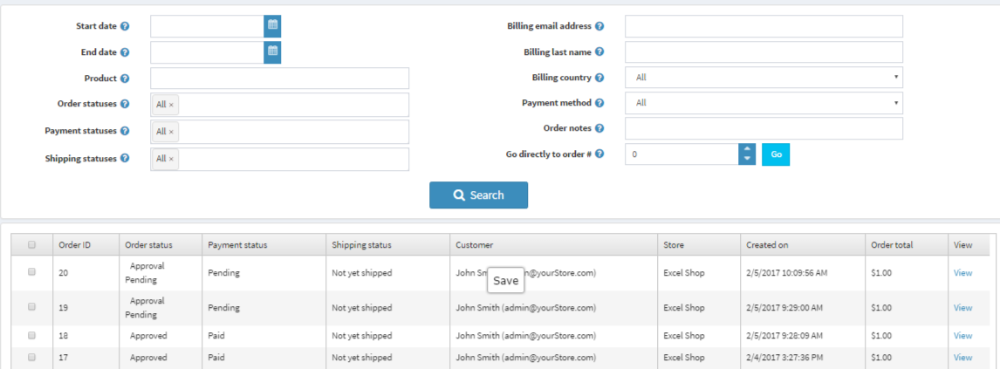 Start date
End date
Product
Order statuses All ×
Payment statuses All ×
Shipping statuses All ×
Billing email address
Billing last name
Billing country All
Payment method All
Order notes
Go directly to order # 0 Go
Search
Order ID Order status Payment status Shipping status Customer Store Created on Order total View
20 Approval Pending Pending Not yet shipped John Sm n@yourStore.com) Excel Shop 2/5/2017 10:09:56 AM $1.00 View
Save
19 Approval Pending Pending Not yet shipped John Smith (admin@yourStore.com) Excel Shop 2/5/2017 9:29:00 AM $1.00 View
18 Approved Paid Not yet shipped John Smith (admin@yourStore.com) Excel Shop 2/5/2017 9:28:09 AM $1.00 View
17 Approved Paid Not yet shipped John Smith (admin@yourStore.com) Excel Shop 2/4/2017 3:27:36 PM $1.00 View